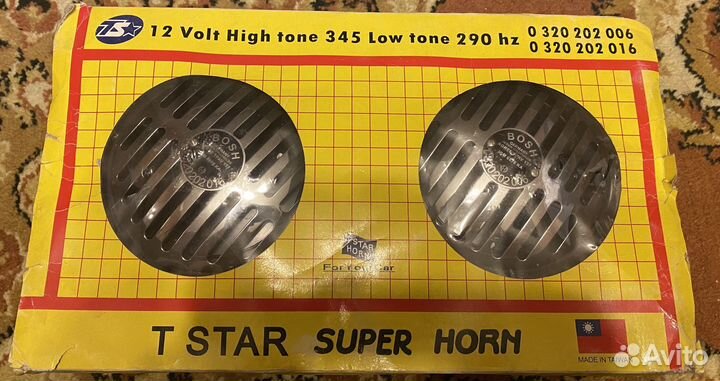 TS
12 Volt High tone 345 Low tone 290 hz
0 320 202 006
0 320 202 016
BOSH
BOSH
T STAR
HORN
For Your Car
T STAR SUPER HORN
MADE IN TAIWAN
Avito